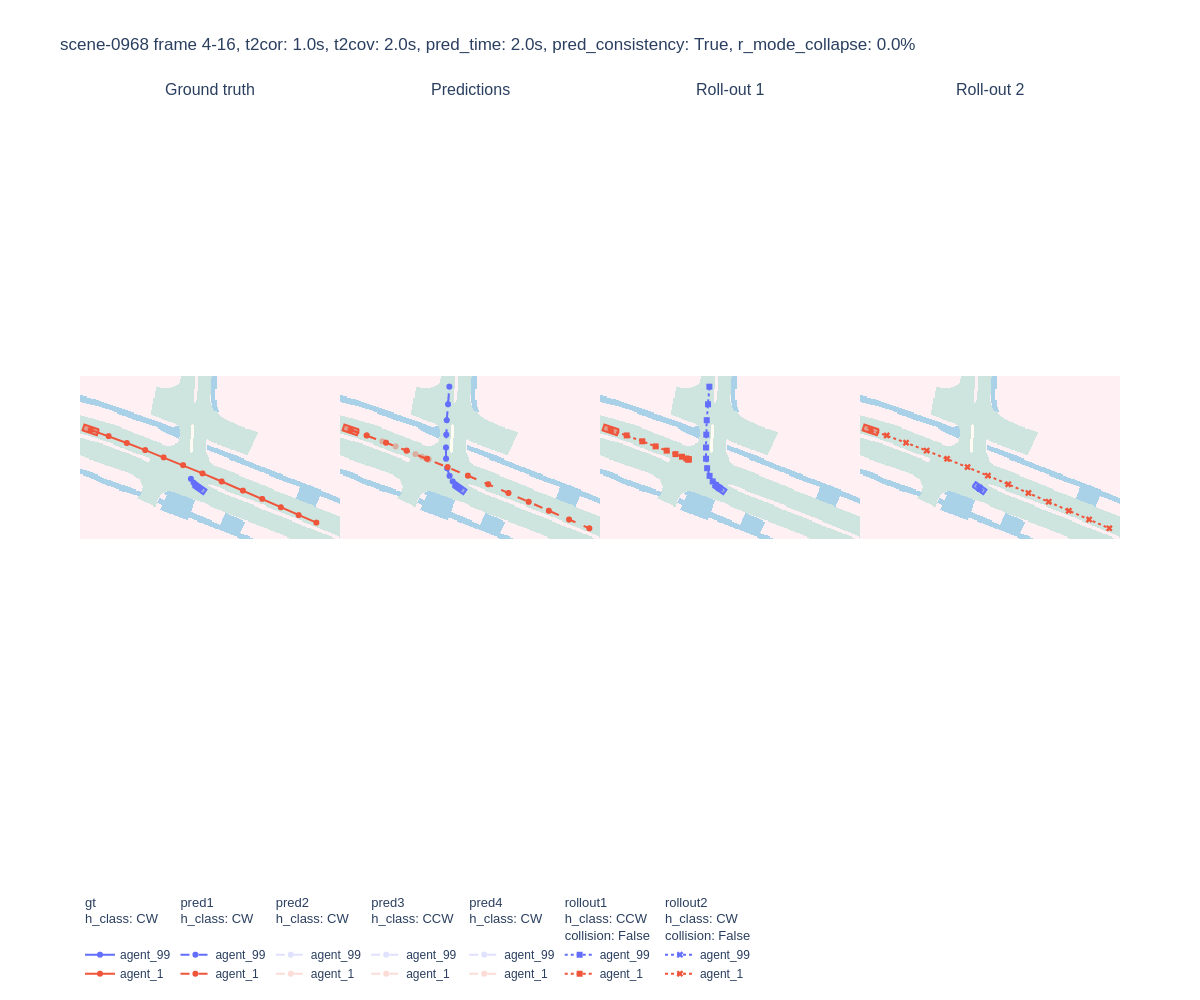 scene-0968 frame 4-16, t2cor: 1.0s, t2cov: 2.0s, pred_time: 2.0s, pred_consistency: True, r_mode_collapse: 0.0%
Ground truth Predictions Roll-out 1 Roll-out 2
gt pred1 pred2 pred3 pred4 rollout1 rollout2
h_class: CW h_class: CW h_class: CW h_class: CCW h_class: CW h_class: CCW h_class: CW
collision: False collision: False
agent_99 agent_99 agent_99 agent_99 agent_99 agent_99 agent_99
agent_1 agent_1 agent_1 agent_1 agent_1 agent_1 agent_1